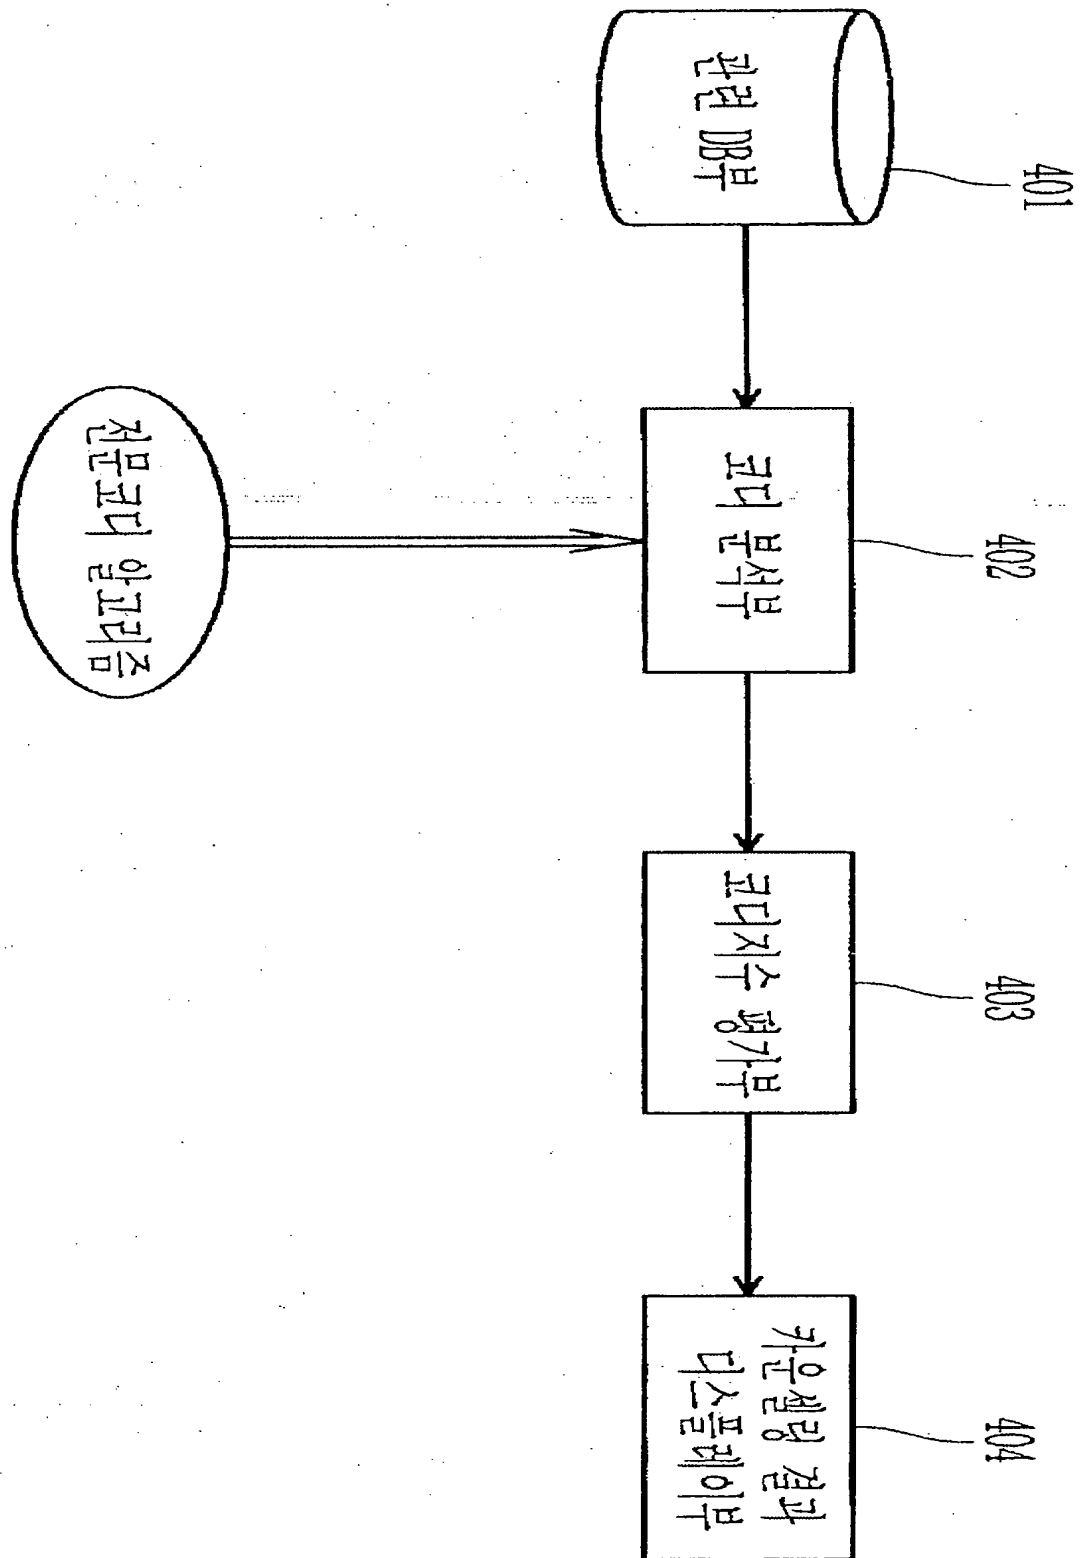 401
관련 DB부
402
코디 분석부
전문코디 알고리즘
403
코디지수 평가부
404
카운셀링 결과
디스플레이부